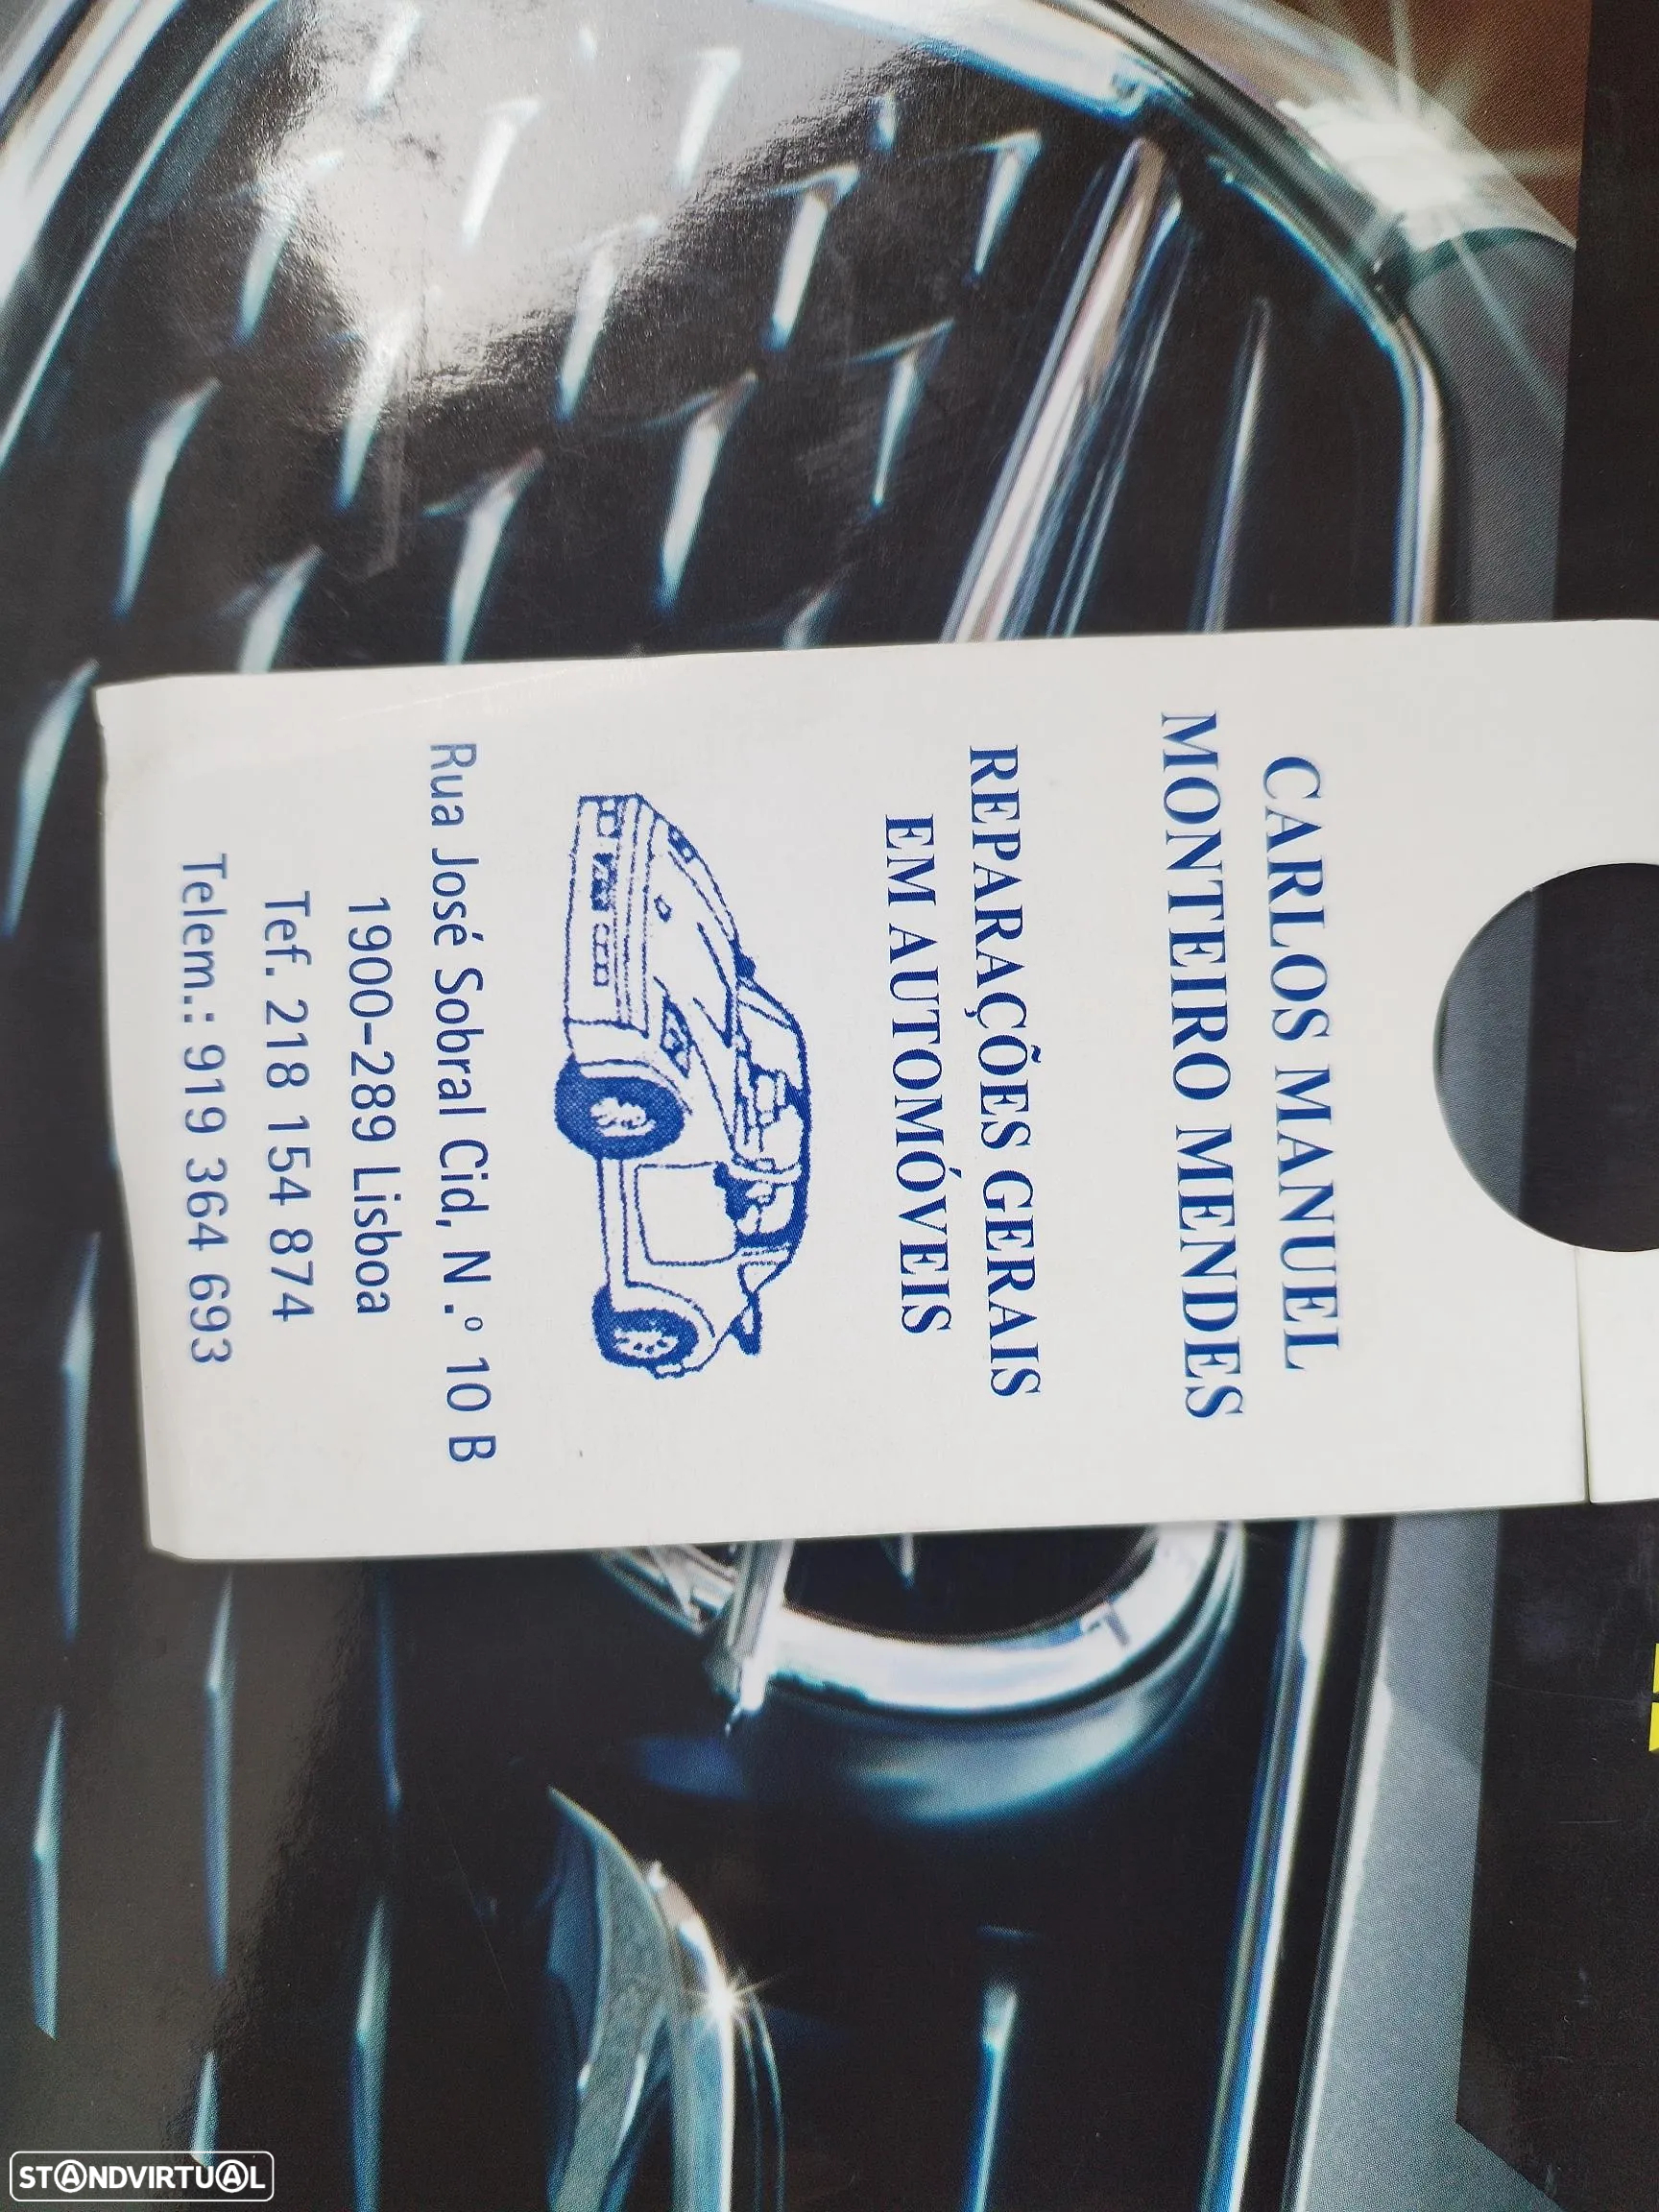 CARLOS MANUEL
MONTEIRO MENDES
REPARAÇÕES GERAIS
EM AUTOMÓVEIS
Rua José Sobral Cid, N.º 10 B
1900-289 Lisboa
Tef. 218 154 874
Telem.: 919 364 693
STANDVIRTUAL